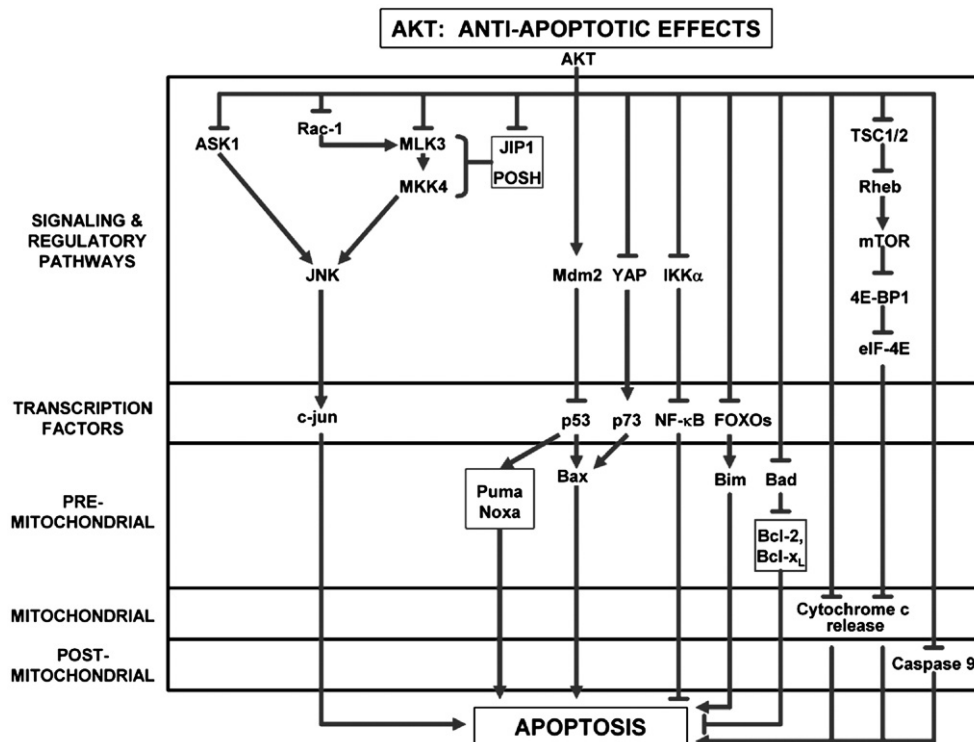 AKT: ANTI-APOPTOTIC EFFECTS
AKT
ASK1
Rac-1
MLK3
MKK4
JIP1
POSH
TSC1/2
Rheb
mTOR
4E-BP1
eIF-4E
SIGNALING &
REGULATORY
PATHWAYS
JNK
Mdm2
YAP
IKKα
TRANSCRIPTION
FACTORS
c-jun
p53
p73
NF-κB
FOXOs
PRE-
MITOCHONDRIAL
Puma
Noxa
Bax
Bim
Bad
Bcl-2,
Bcl-xL
MITOCHONDRIAL
Cytochrome c
release
POST-
MITOCHONDRIAL
Caspase 9
APOPTOSIS